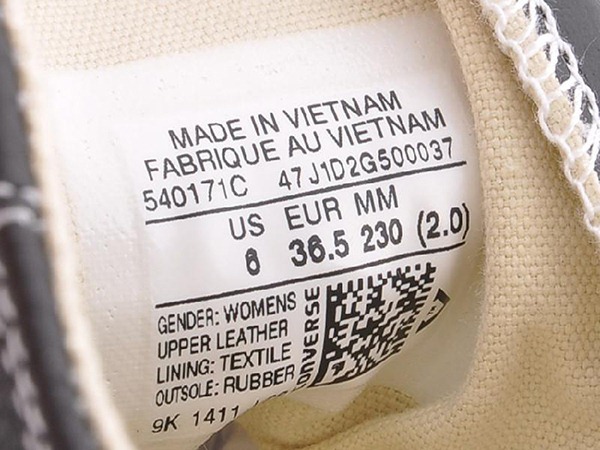 MADE IN VIETNAM
FABRIQUE AU VIETNAM
540171C 47J1D2G500037
US EUR MM
6 36.5 230 (2.0)
GENDER: WOMENS
UPPER LEATHER
LINING: TEXTILE
OUTSOLE: RUBBER
9K 1411 /
CONVERSE